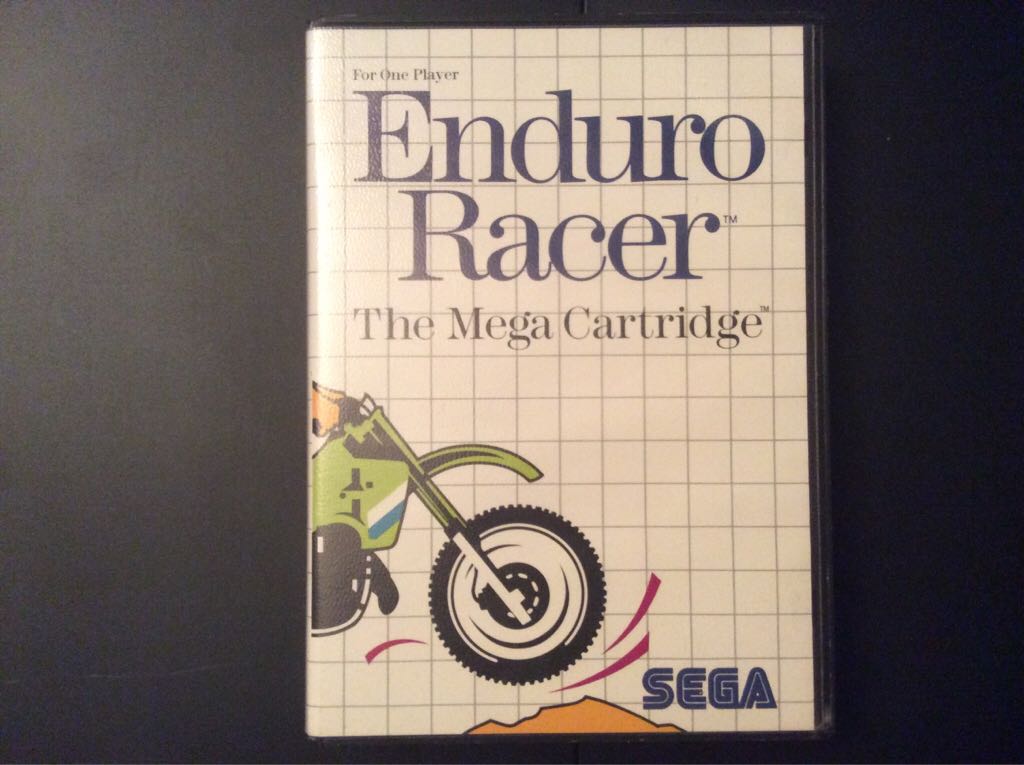 For One Player
Enduro
Racer™
The Mega Cartridge™
SEGA